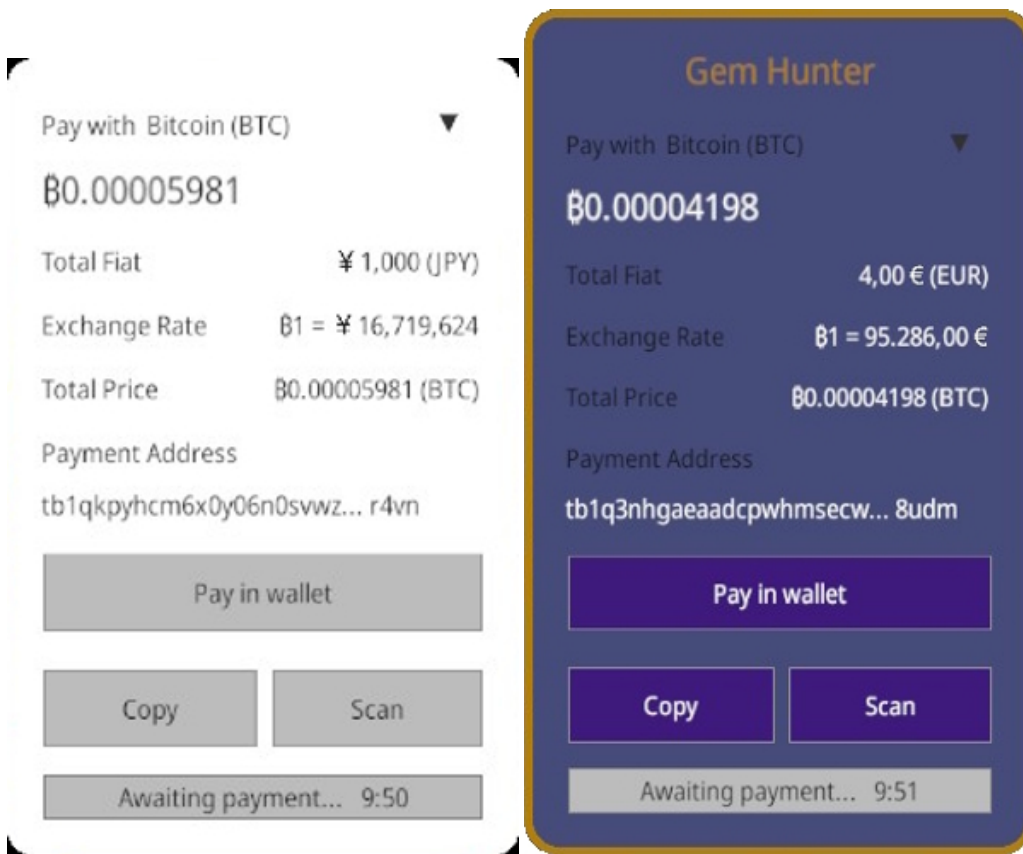 Pay with Bitcoin (BTC) ▼
₿0.00005981
Total Fiat ¥ 1,000 (JPY)
Exchange Rate ₿1 = ¥ 16,719,624
Total Price ₿0.00005981 (BTC)
Payment Address
tb1qkpyhcm6x0y06n0svwz... r4vn
Pay in wallet
Copy Scan
Awaiting payment... 9:50
Gem Hunter
Pay with Bitcoin (BTC) ▼
₿0.00004198
Total Fiat 4,00 € (EUR)
Exchange Rate ₿1 = 95.286,00 €
Total Price ₿0.00004198 (BTC)
Payment Address
tb1q3nhgaeaadcpwhmsecw... 8udm
Pay in wallet
Copy Scan
Awaiting payment... 9:51